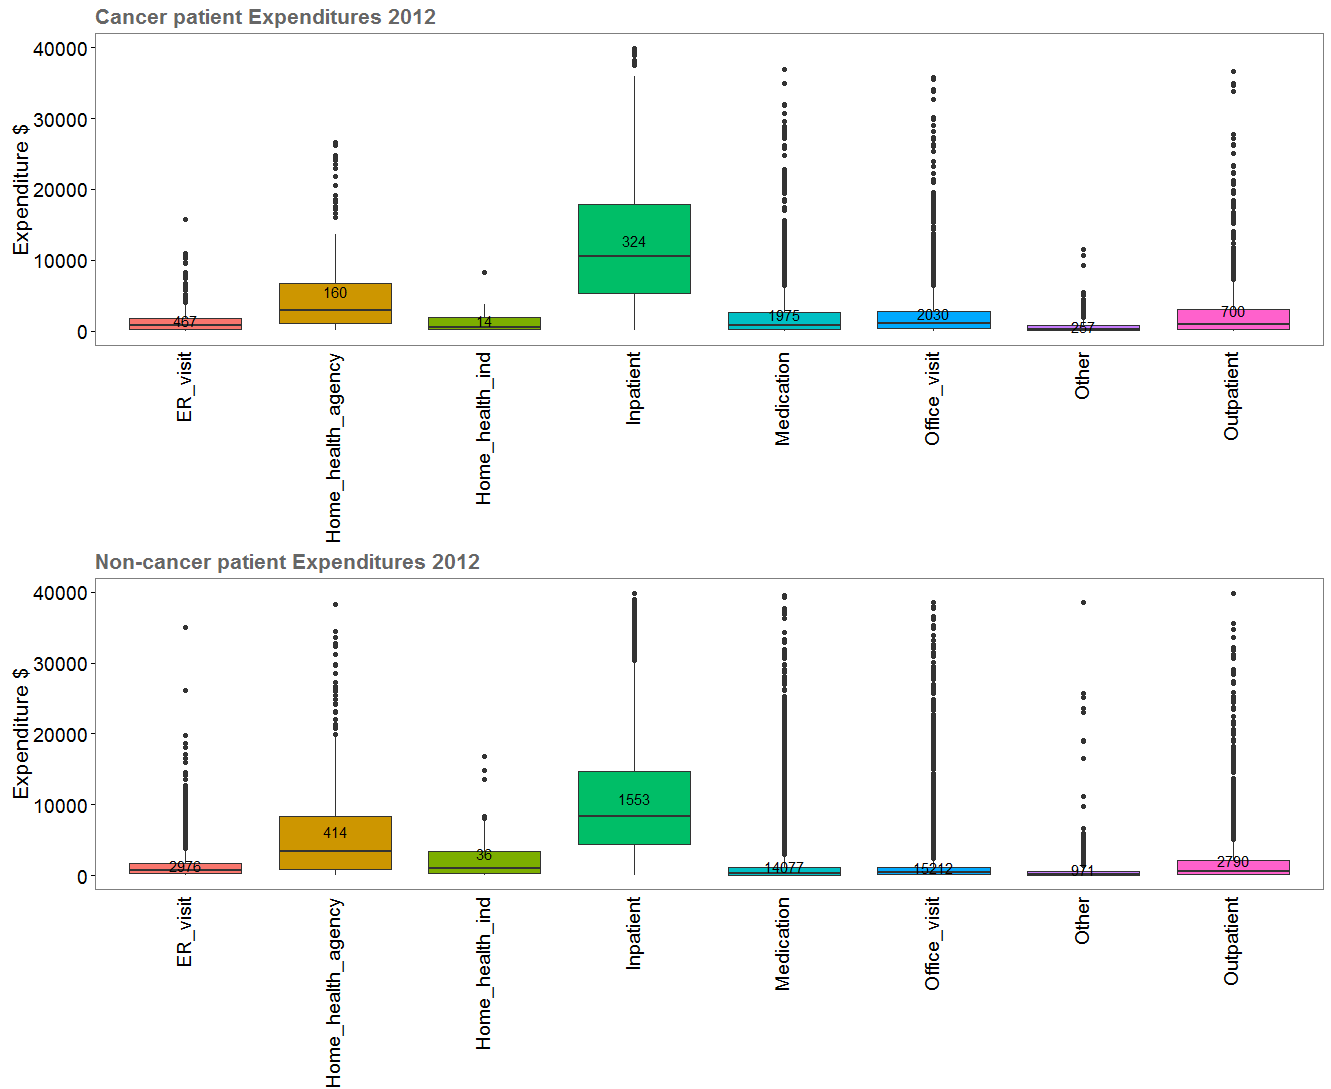 Cancer patient Expenditures 2012
Expenditure $
40000
30000
20000
10000
0
467
160
14
324
1975
2030
257
700
ER_visit
Home_health_agency
Home_health_ind
Inpatient
Medication
Office_visit
Other
Outpatient
Non-cancer patient Expenditures 2012
Expenditure $
40000
30000
20000
10000
0
2976
414
36
1553
14077
15212
971
2790
ER_visit
Home_health_agency
Home_health_ind
Inpatient
Medication
Office_visit
Other
Outpatient